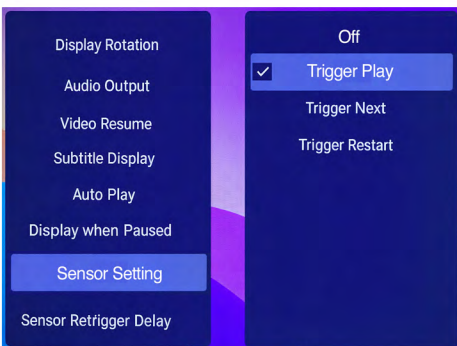 Display Rotation
Audio Output
Video Resume
Subtitle Display
Auto Play
Display when Paused
Sensor Setting
Sensor Retrigger Delay
Off
Trigger Play
Trigger Next
Trigger Restart